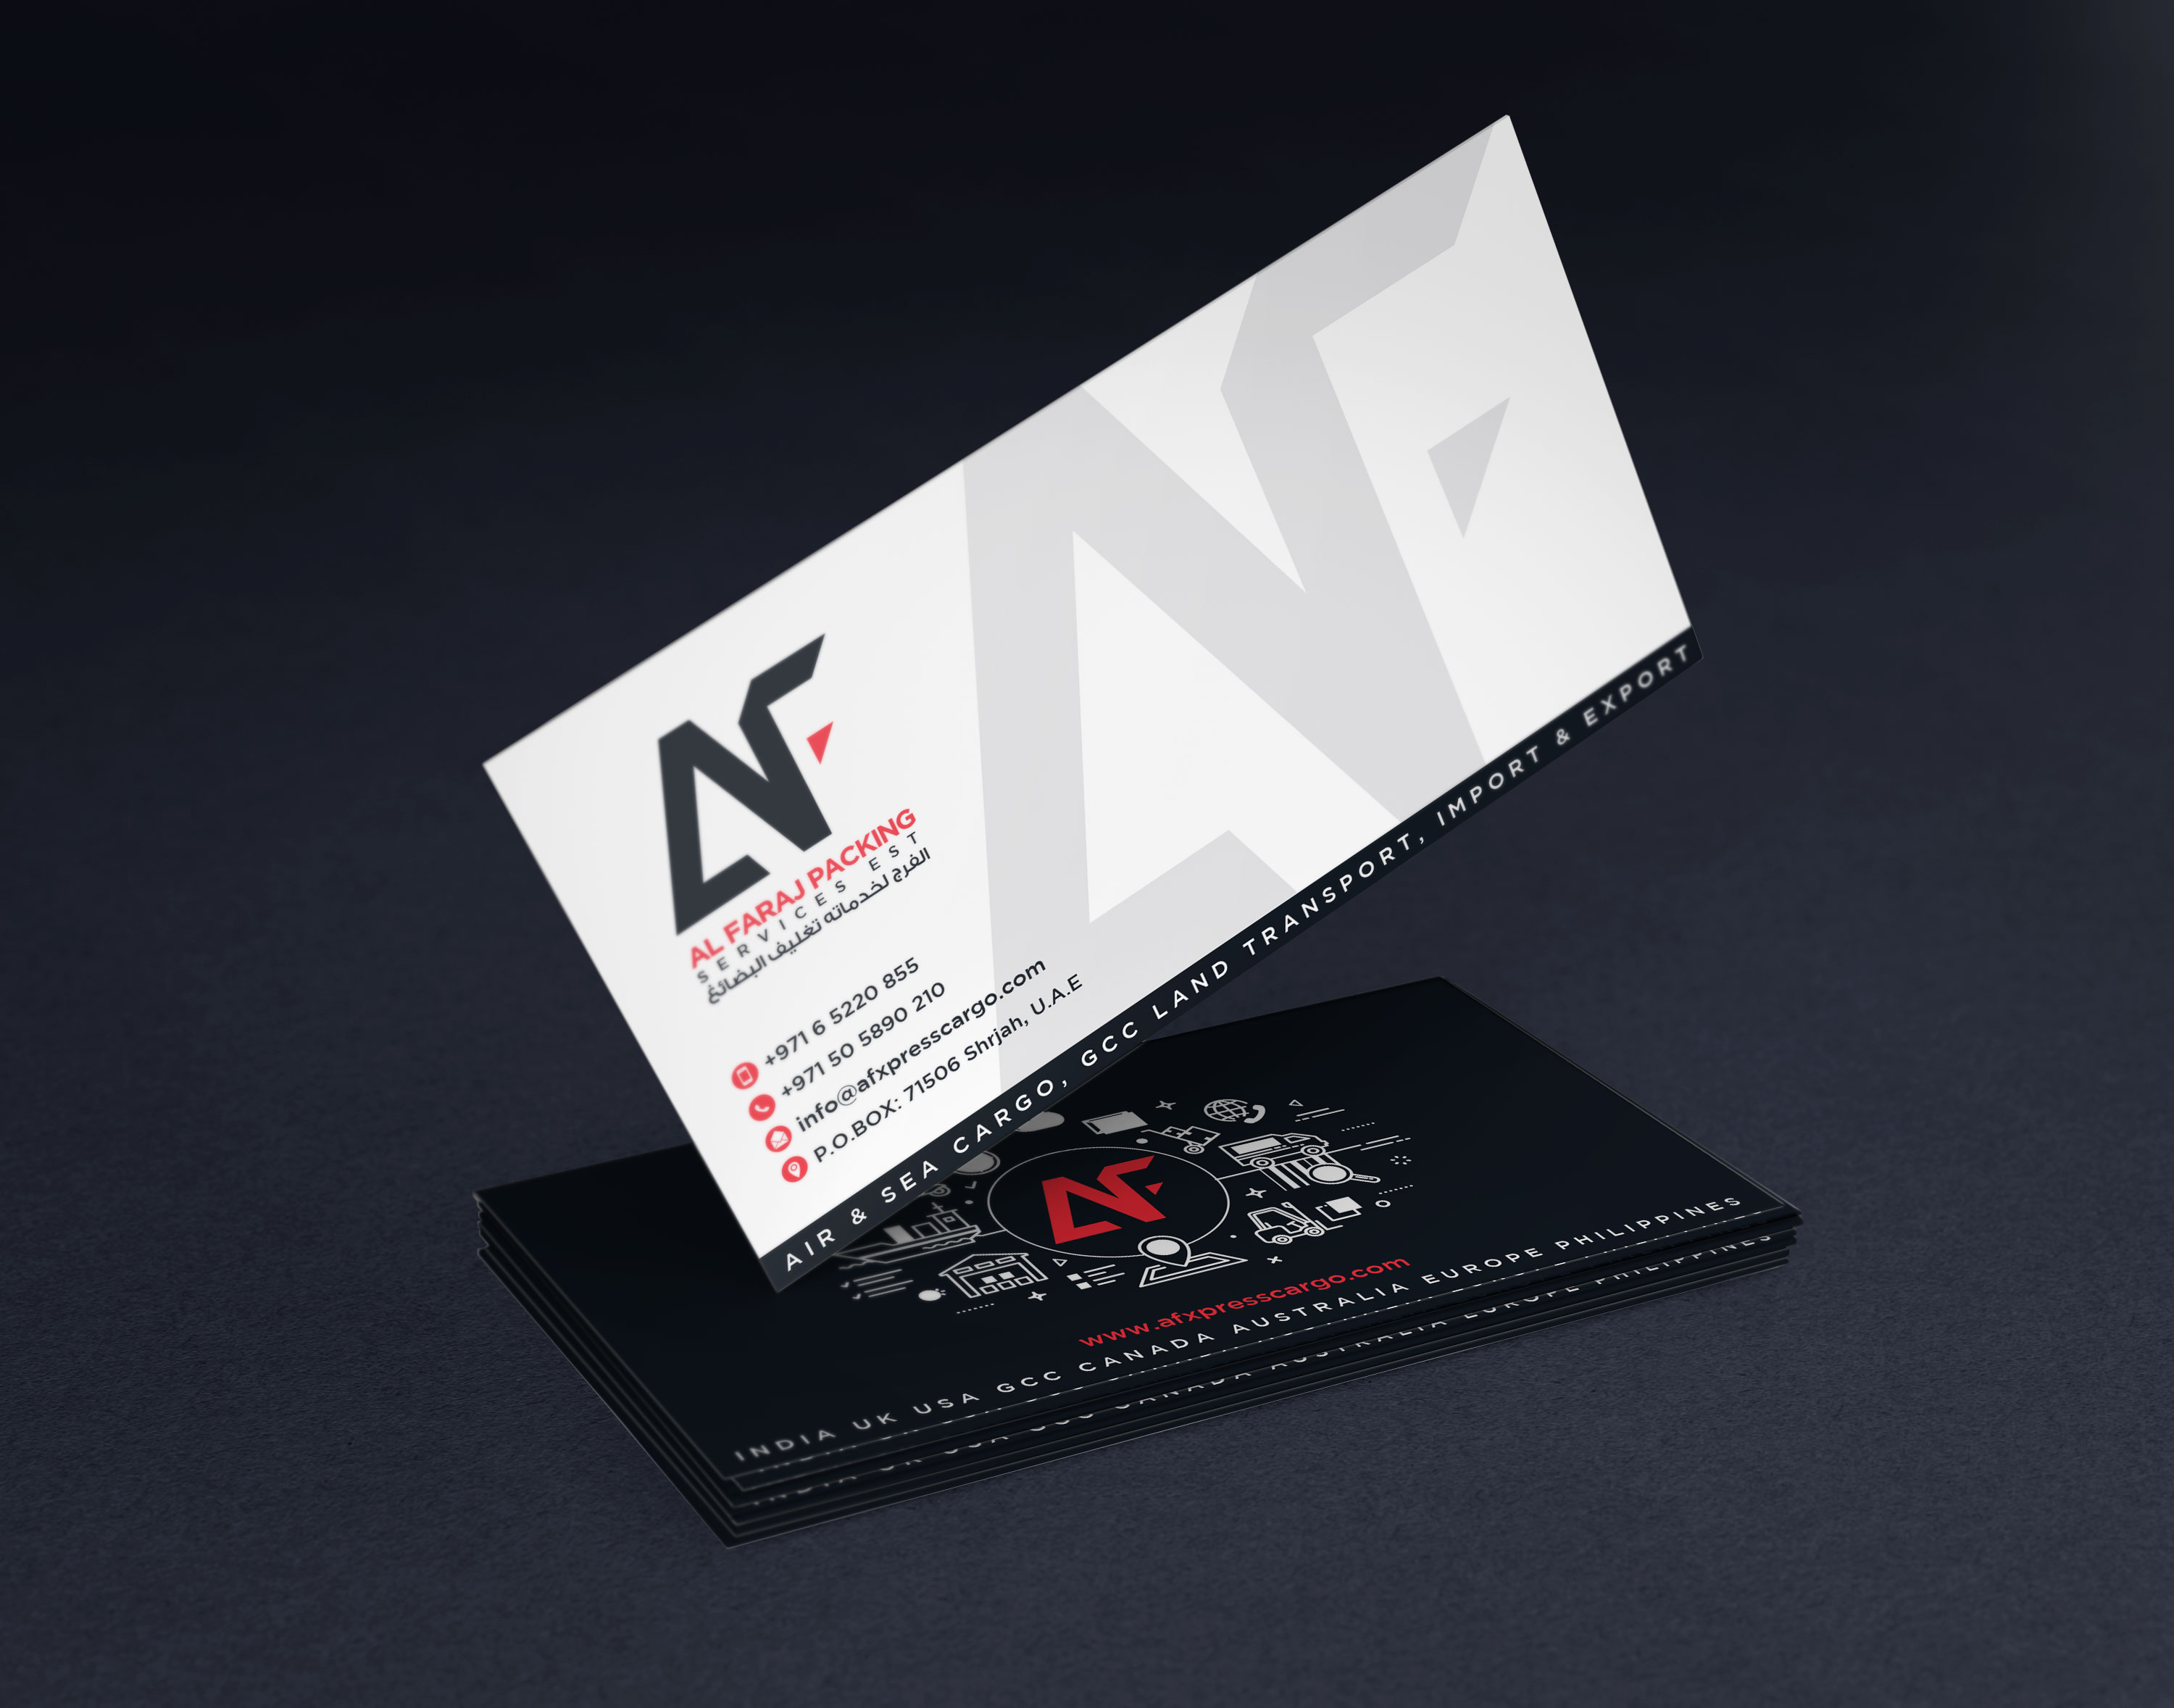 AF
AL FARAJ PACKING
SERVICES EST
الفرج لخدماته تغليف البضائغ
+971 6 5220 855
+971 50 5890 210
info@afxpresscargo.com
P.O.BOX: 71506 Shrjah, U.A.E
AIR & SEA CARGO, GCC LAND TRANSPORT, IMPORT & EXPORT
AF
www.afxpresscargo.com
INDIA UK USA GCC CANADA AUSTRALIA EUROPE PHILIPPINES